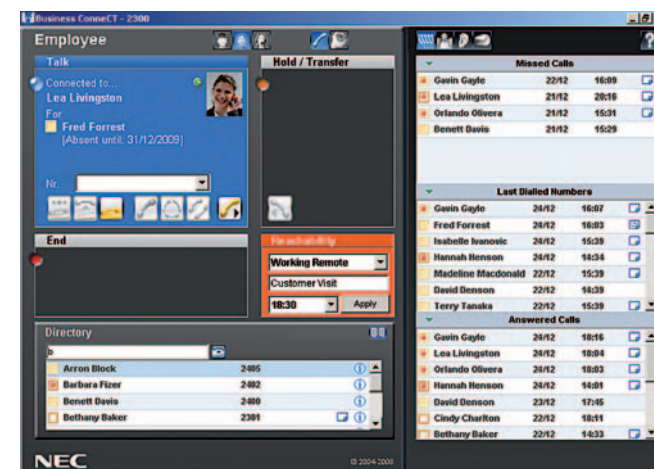 Business ConneCT - 2300
Employee
Talk
Connected to...
Lea Livingston
For
Fred Forrest
[Absent until: 31/12/2009]
Nr.
Hold / Transfer
End
Reachability
Working Remote
Customer Visit
18:30 Apply
Directory
b
Arron Block 2405
Barbara Fizer 2402
Benett Davis 2400
Bethany Baker 2301
NEC
© 2004-2008
?
Missed Calls
Gavin Gayle 22/12 16:09
Lea Livingston 21/12 20:16
Orlando Olivera 21/12 15:31
Benett Davis 21/12 15:29
Last Dialled Numbers
Gavin Gayle 24/12 16:07
Fred Forrest 24/12 16:03
Isabelle Ivanovic 24/12 15:39
Hannah Henson 24/12 14:34
Madeline Macdonald 22/12 15:39
David Denson 22/12 14:39
Terry Tanaka 22/12 15:39
Answered Calls
Gavin Gayle 24/12 18:16
Lea Livingston 24/12 18:04
Orlando Olivera 24/12 18:03
Hannah Henson 24/12 14:01
David Denson 23/12 17:45
Cindy Charlton 22/12 18:11
Bethany Baker 22/12 14:33